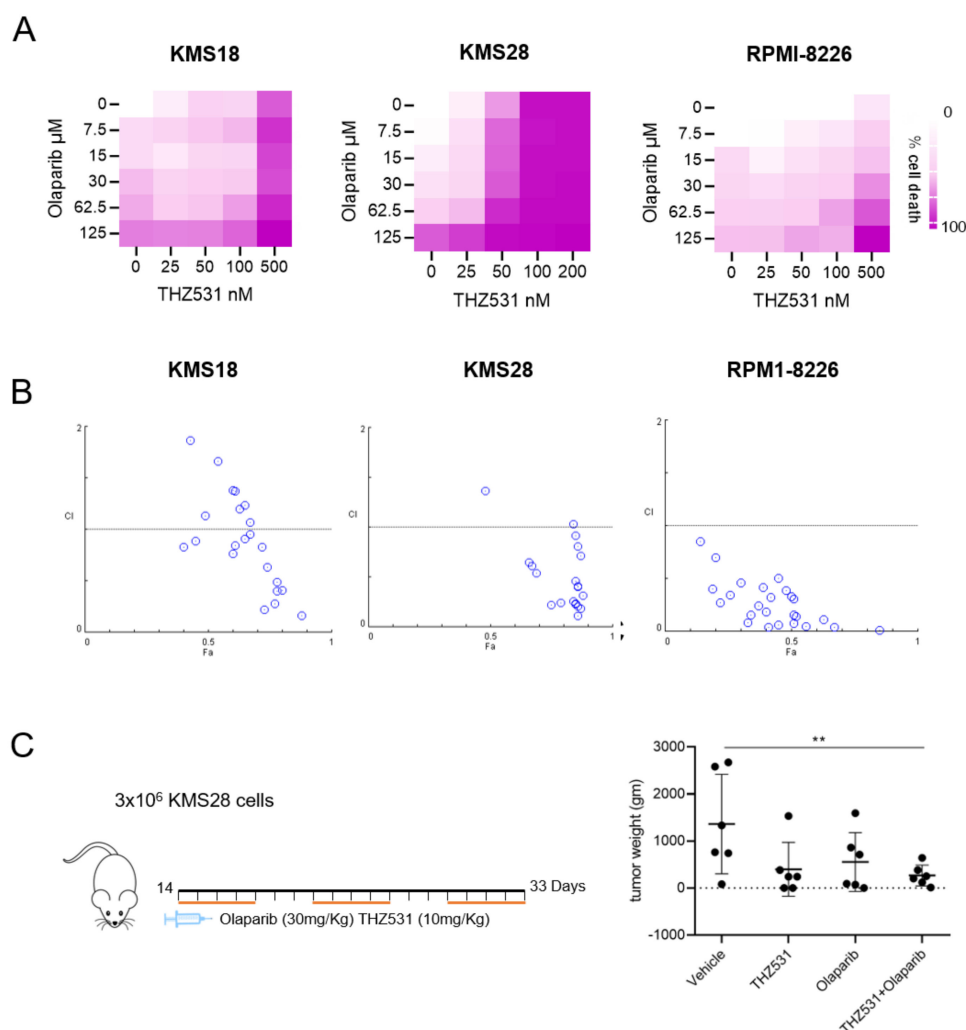 A
KMS18
KMS28
RPMI-8226
Olaparib µM
0
7.5
15
30
62.5
125
0 25 50 100 500
THZ531 nM
Olaparib µM
0
7.5
15
30
62.5
125
0 25 50 100 200
THZ531 nM
Olaparib µM
0
7.5
15
30
62.5
125
0 25 50 100 500
THZ531 nM
0
% cell death
100
B
KMS18
KMS28
RPM1-8226
2
CI
0
0 0.5 1
Fa
2
CI
0
0 0.5 1
Fa
2
CI
0
0 0.5 1
Fa
C
3x10⁶ KMS28 cells
14
33 Days
Olaparib (30mg/Kg) THZ531 (10mg/Kg)
tumor weight (gm)
3000
2000
1000
0
-1000
**
Vehicle
THZ531
Olaparib
THZ531+Olaparib